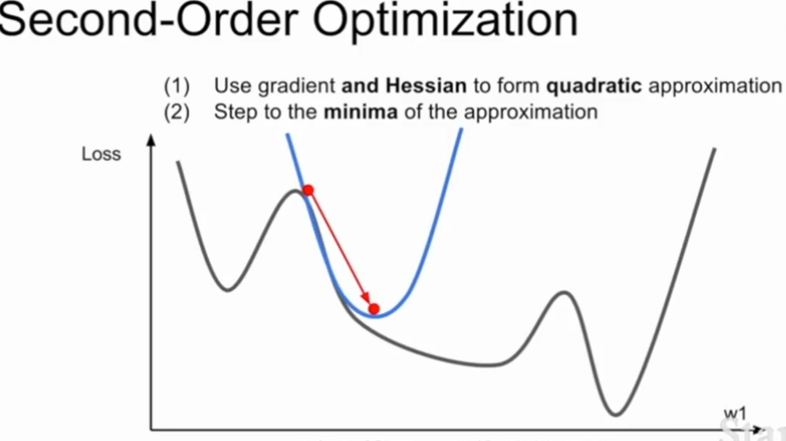 Second-Order Optimization
(1) Use gradient and Hessian to form quadratic approximation
(2) Step to the minima of the approximation
Loss
w1